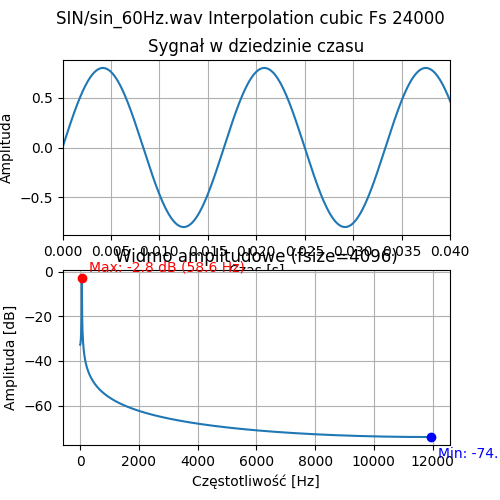 SIN/sin_60Hz.wav Interpolation cubic Fs 24000
Sygnał w dziedzinie czasu
Amplituda
0.5
0.0
−0.5
0.000 0.005 0.010 0.015 0.020 0.025 0.030 0.035 0.040
Widmo amplitudowe (fsize=4096)
Max: -2.8 dB (58.6 Hz)
Amplituda [dB]
0
−20
−40
−60
Min: -74.
0 2000 4000 6000 8000 10000 12000
Częstotliwość [Hz]